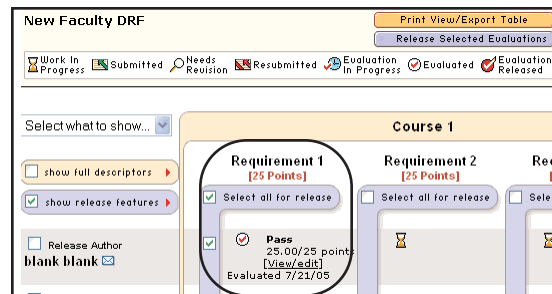 New Faculty DRF
Print View/Export Table
Release Selected Evaluations
Work In Progress Submitted Needs Revision Resubmitted Evaluation In Progress Evaluated Evaluation Released
Select what to show...
Course 1
Requirement 1 Requirement 2 Re
[25 Points] [25 Points] [
show full descriptors
Select all for release Select all for release Sele
show release features
Release Author
blank blank
Pass
25.00/25 points
[View/edit]
Evaluated 7/21/05